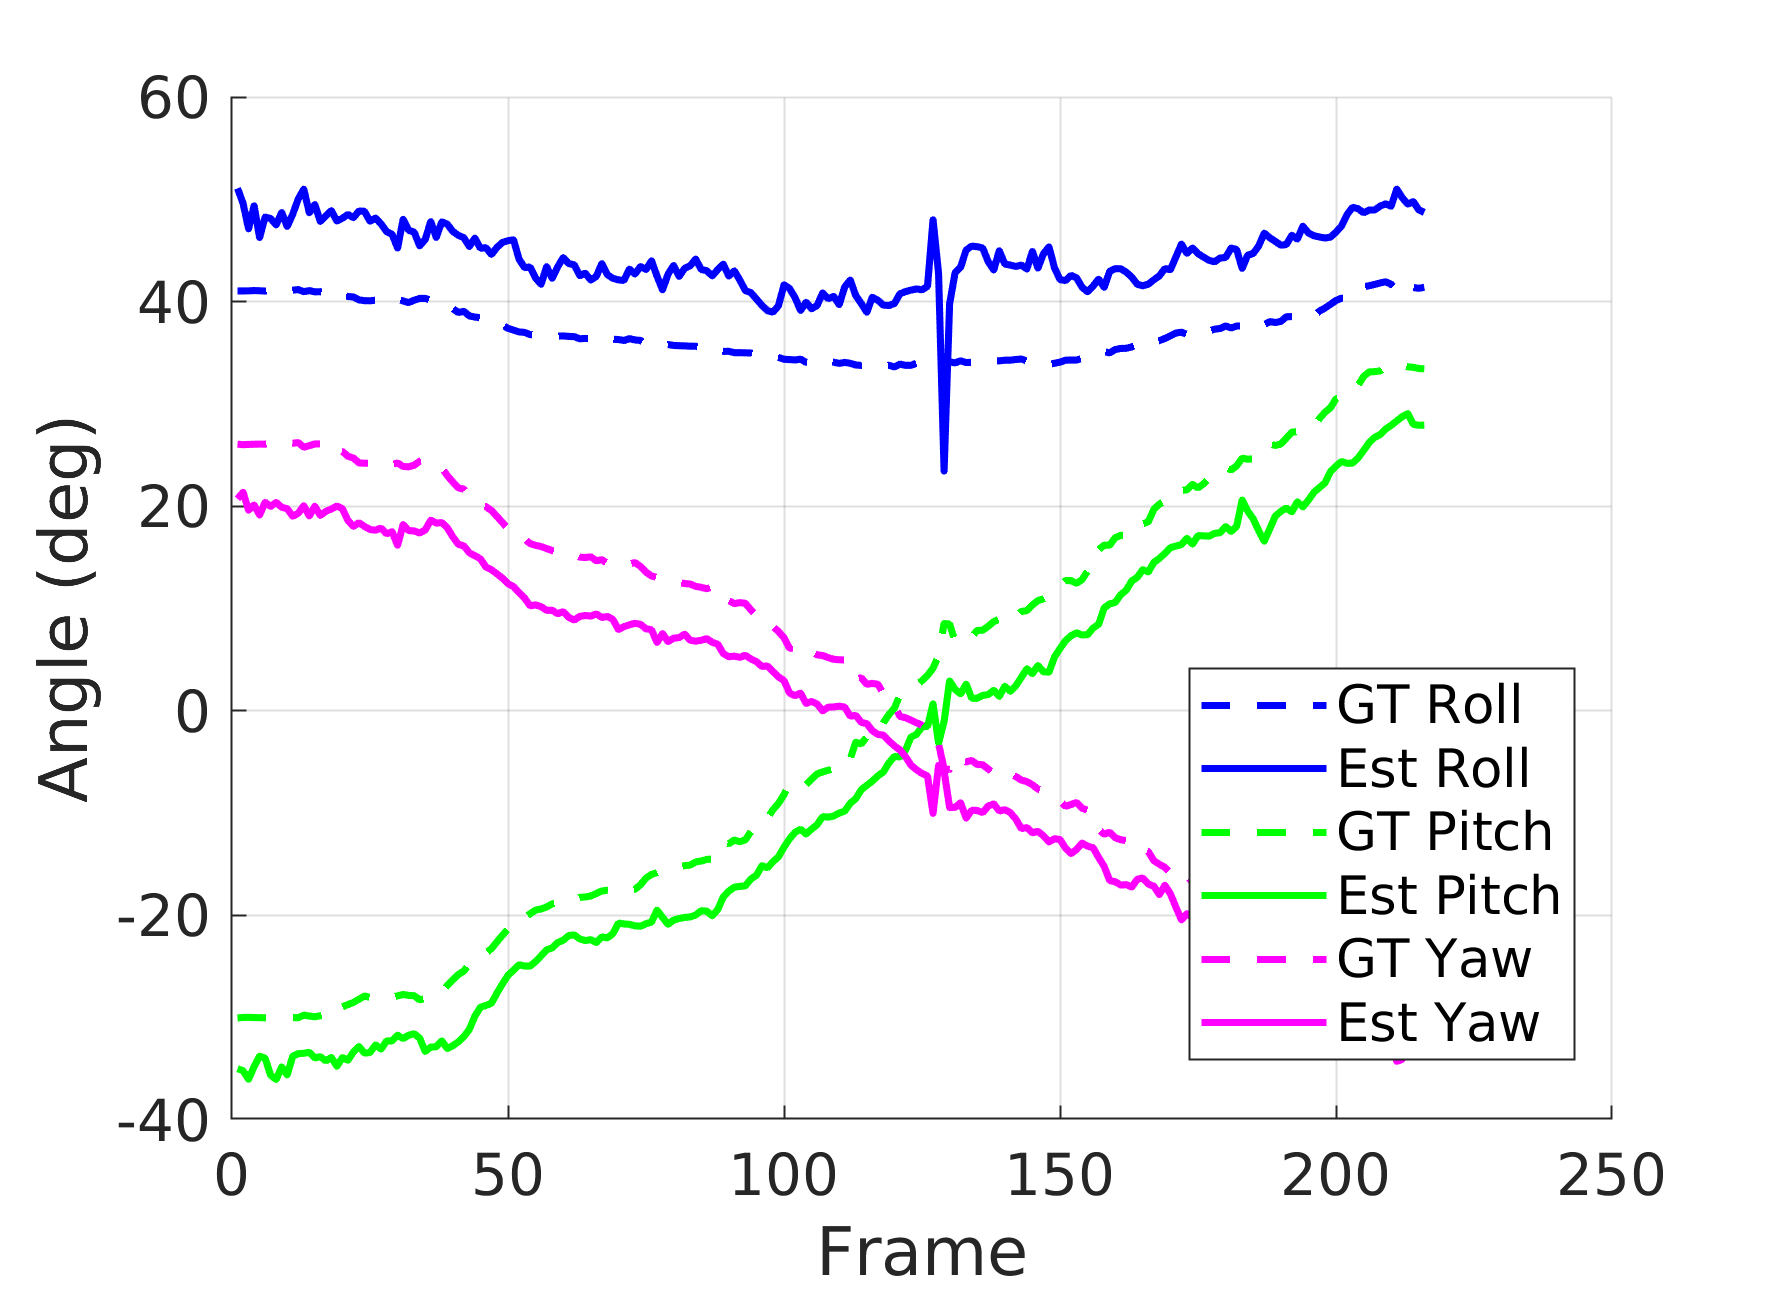 60
40
20
0
-20
-40
Angle (deg)
0 50 100 150 200 250
Frame
GT Roll
Est Roll
GT Pitch
Est Pitch
GT Yaw
Est Yaw